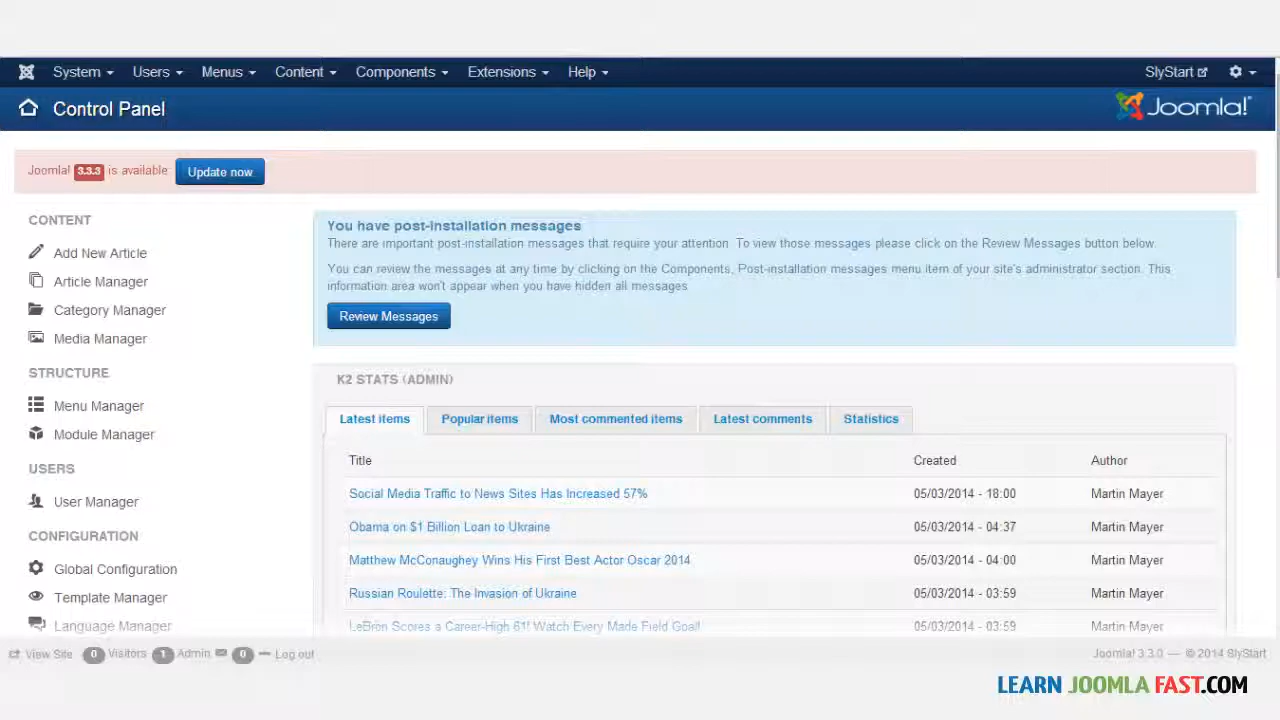 System Users Menus Content Components Extensions Help SlyStart
Control Panel Joomla!
Joomla! 3.3.3 is available Update now
CONTENT
Add New Article
Article Manager
Category Manager
Media Manager
STRUCTURE
Menu Manager
Module Manager
USERS
User Manager
CONFIGURATION
Global Configuration
Template Manager
Language Manager
You have post-installation messages
There are important post-installation messages that require your attention. To view those messages please click on the Review Messages button below.
You can review the messages at any time by clicking on the Components, Post-installation messages menu item of your site's administrator section. This
information area won't appear when you have hidden all messages.
Review Messages
K2 STATS (ADMIN)
Latest items Popular items Most commented items Latest comments Statistics
Title Created Author
Social Media Traffic to News Sites Has Increased 57% 05/03/2014 - 18:00 Martin Mayer
Obama on $1 Billion Loan to Ukraine 05/03/2014 - 04:37 Martin Mayer
Matthew McConaughey Wins His First Best Actor Oscar 2014 05/03/2014 - 04:00 Martin Mayer
Russian Roulette: The Invasion of Ukraine 05/03/2014 - 03:59 Martin Mayer
LeBron Scores a Career-High 61! Watch Every Made Field Goal! 05/03/2014 - 03:59 Martin Mayer
View Site 0 Visitors 1 Admin 0 Log out Joomla! 3.3.0 — © 2014 SlyStart
LEARN JOOMLA FAST.COM